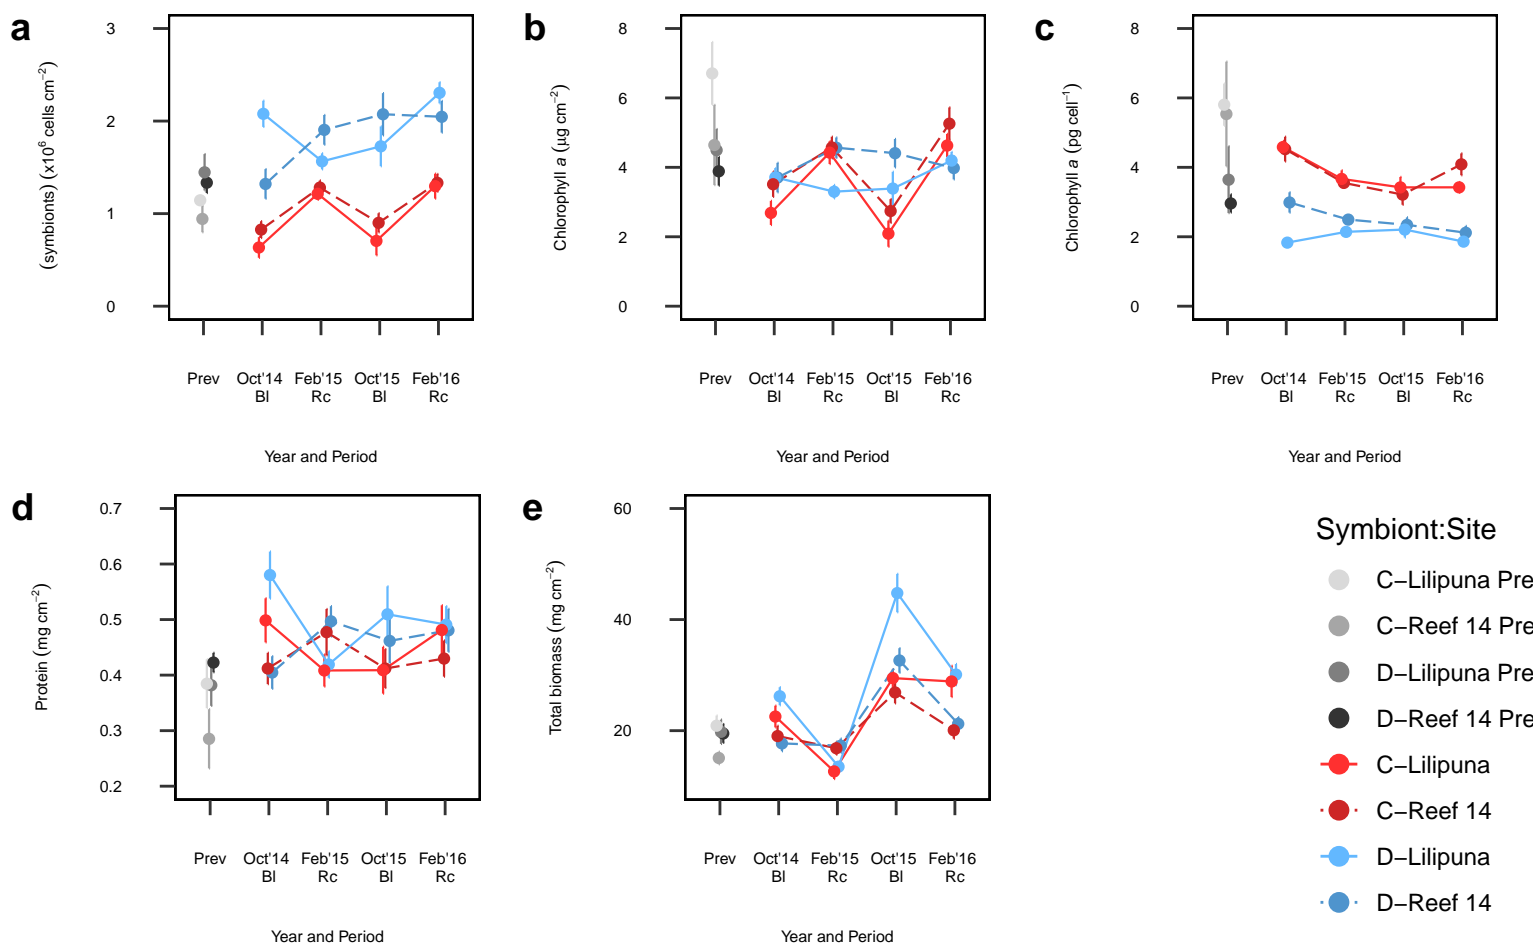 a
3
2
1
0
(symbionts) (x10⁶ cells cm⁻²)
Prev Oct'14 Feb'15 Oct'15 Feb'16
Bl Rc Bl Rc
Year and Period
b
8
6
4
2
0
Chlorophyll a (µg cm⁻²)
Prev Oct'14 Feb'15 Oct'15 Feb'16
Bl Rc Bl Rc
Year and Period
c
8
6
4
2
0
Chlorophyll a (pg cell⁻¹)
Prev Oct'14 Feb'15 Oct'15 Feb'16
Bl Rc Bl Rc
Year and Period
d
0.7
0.6
0.5
0.4
0.3
0.2
Protein (mg cm⁻²)
Prev Oct'14 Feb'15 Oct'15 Feb'16
Bl Rc Bl Rc
Year and Period
e
60
40
20
Total biomass (mg cm⁻²)
Prev Oct'14 Feb'15 Oct'15 Feb'16
Bl Rc Bl Rc
Year and Period
Symbiont:Site
C−Lilipuna Pre
C−Reef 14 Pre
D−Lilipuna Pre
D−Reef 14 Pre
C−Lilipuna
C−Reef 14
D−Lilipuna
D−Reef 14